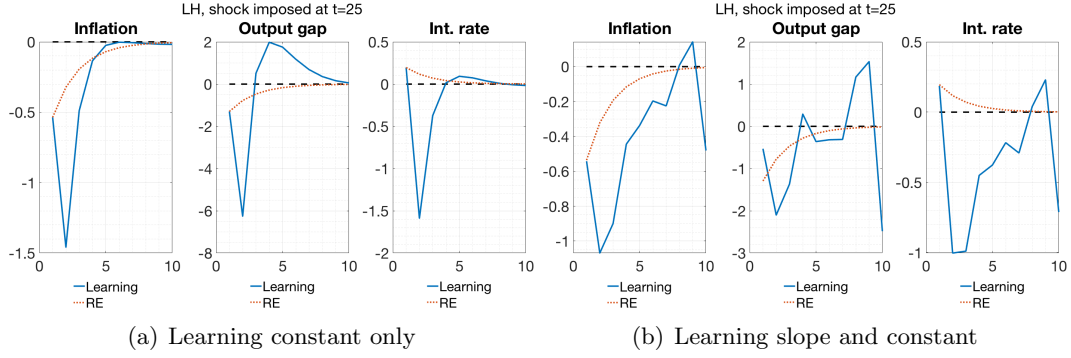 LH, shock imposed at t=25
Inflation
0
-0.5
-1
-1.5
0 5 10
Learning
RE
Output gap
2
0
-2
-4
-6
-8
0 5 10
Learning
RE
Int. rate
0.5
0
-0.5
-1
-1.5
-2
0 5 10
Learning
RE
(a) Learning constant only
LH, shock imposed at t=25
Inflation
0
-0.2
-0.4
-0.6
-0.8
-1
0 5 10
Learning
RE
Output gap
2
1
0
-1
-2
-3
0 5 10
Learning
RE
Int. rate
0.5
0
-0.5
-1
0 5 10
Learning
RE
(b) Learning slope and constant